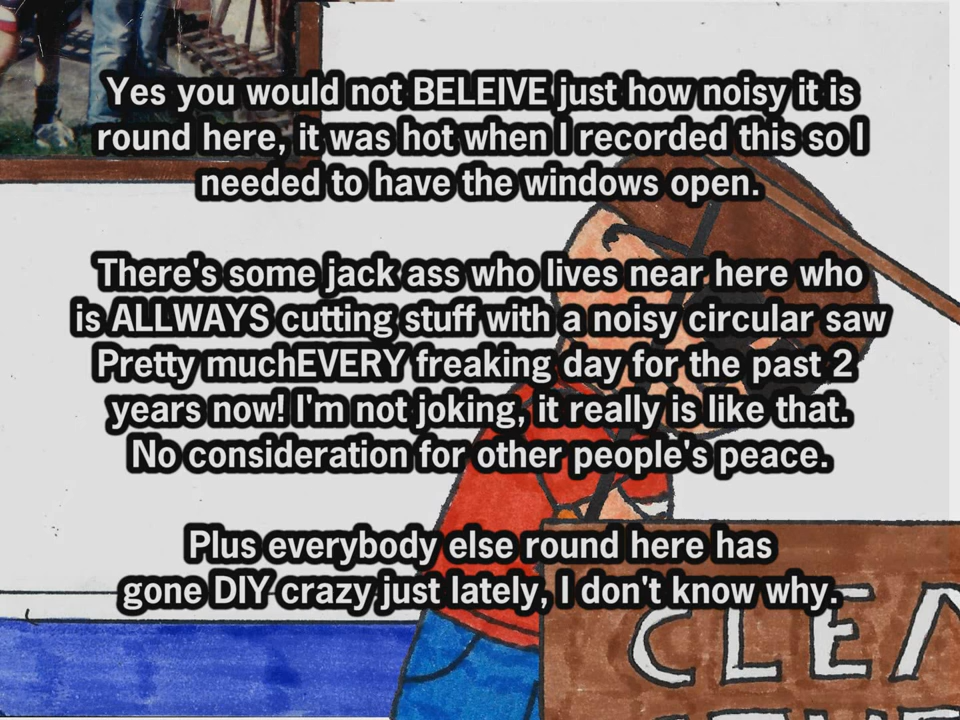 Yes you would not BELEIVE just how noisy it is
round here, it was hot when I recorded this so I
needed to have the windows open.
There's some jack ass who lives near here who
is ALLWAYS cutting stuff with a noisy circular saw
Pretty muchEVERY freaking day for the past 2
years now! I'm not joking, it really is like that.
No consideration for other people's peace.
Plus everybody else round here has
gone DIY crazy just lately, I don't know why.